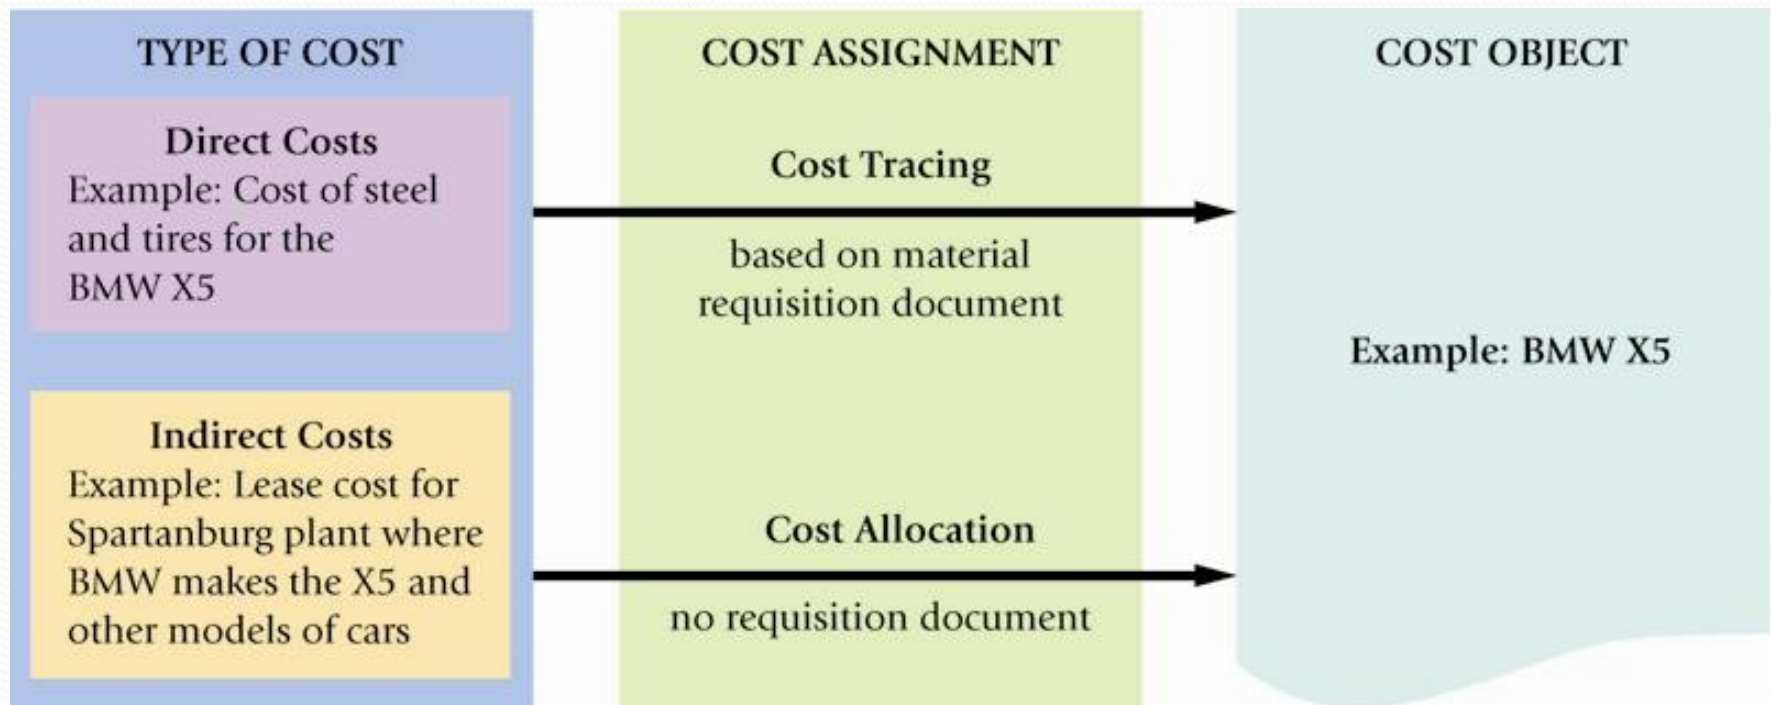 TYPE OF COST
Direct Costs
Example: Cost of steel
and tires for the
BMW X5
Indirect Costs
Example: Lease cost for
Spartanburg plant where
BMW makes the X5 and
other models of cars
COST ASSIGNMENT
Cost Tracing
based on material
requisition document
Cost Allocation
no requisition document
COST OBJECT
Example: BMW X5